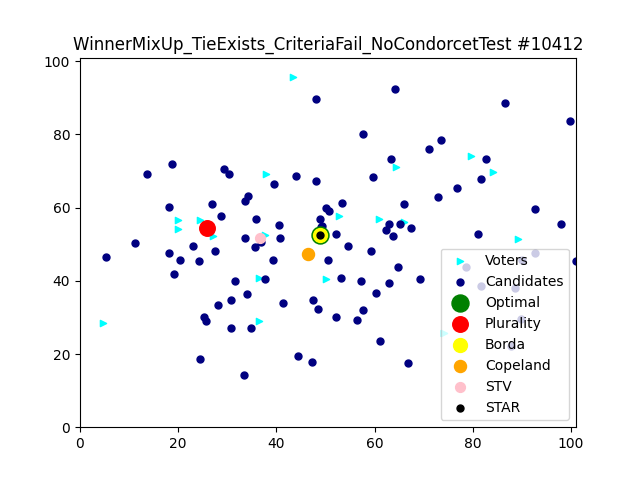 WinnerMixUp_TieExists_CriteriaFail_NoCondorcetTest #10412
100
80
60
40
20
0
Voters
Candidates
Optimal
Plurality
Borda
Copeland
STV
STAR
0 20 40 60 80 100